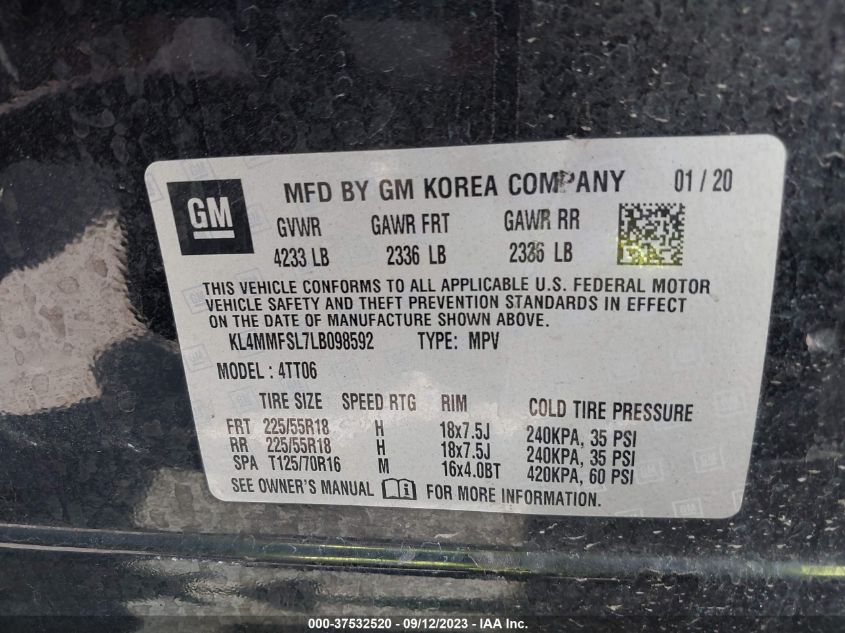 GM
MFD BY GM KOREA COMPANY 01 / 20
GVWR GAWR FRT GAWR RR
4233 LB 2336 LB 2336 LB
THIS VEHICLE CONFORMS TO ALL APPLICABLE U.S. FEDERAL MOTOR
VEHICLE SAFETY AND THEFT PREVENTION STANDARDS IN EFFECT
ON THE DATE OF MANUFACTURE SHOWN ABOVE.
KL4MMFSL7LB098592 TYPE: MPV
MODEL: 4TT06
TIRE SIZE SPEED RTG RIM COLD TIRE PRESSURE
FRT 225/55R18 H 18x7.5J 240KPA, 35 PSI
RR 225/55R18 H 18x7.5J 240KPA, 35 PSI
SPA T125/70R16 M 16x4.0BT 420KPA, 60 PSI
SEE OWNER'S MANUAL FOR MORE INFORMATION.
000-37532520 - 09/12/2023 - © IAA, Inc.